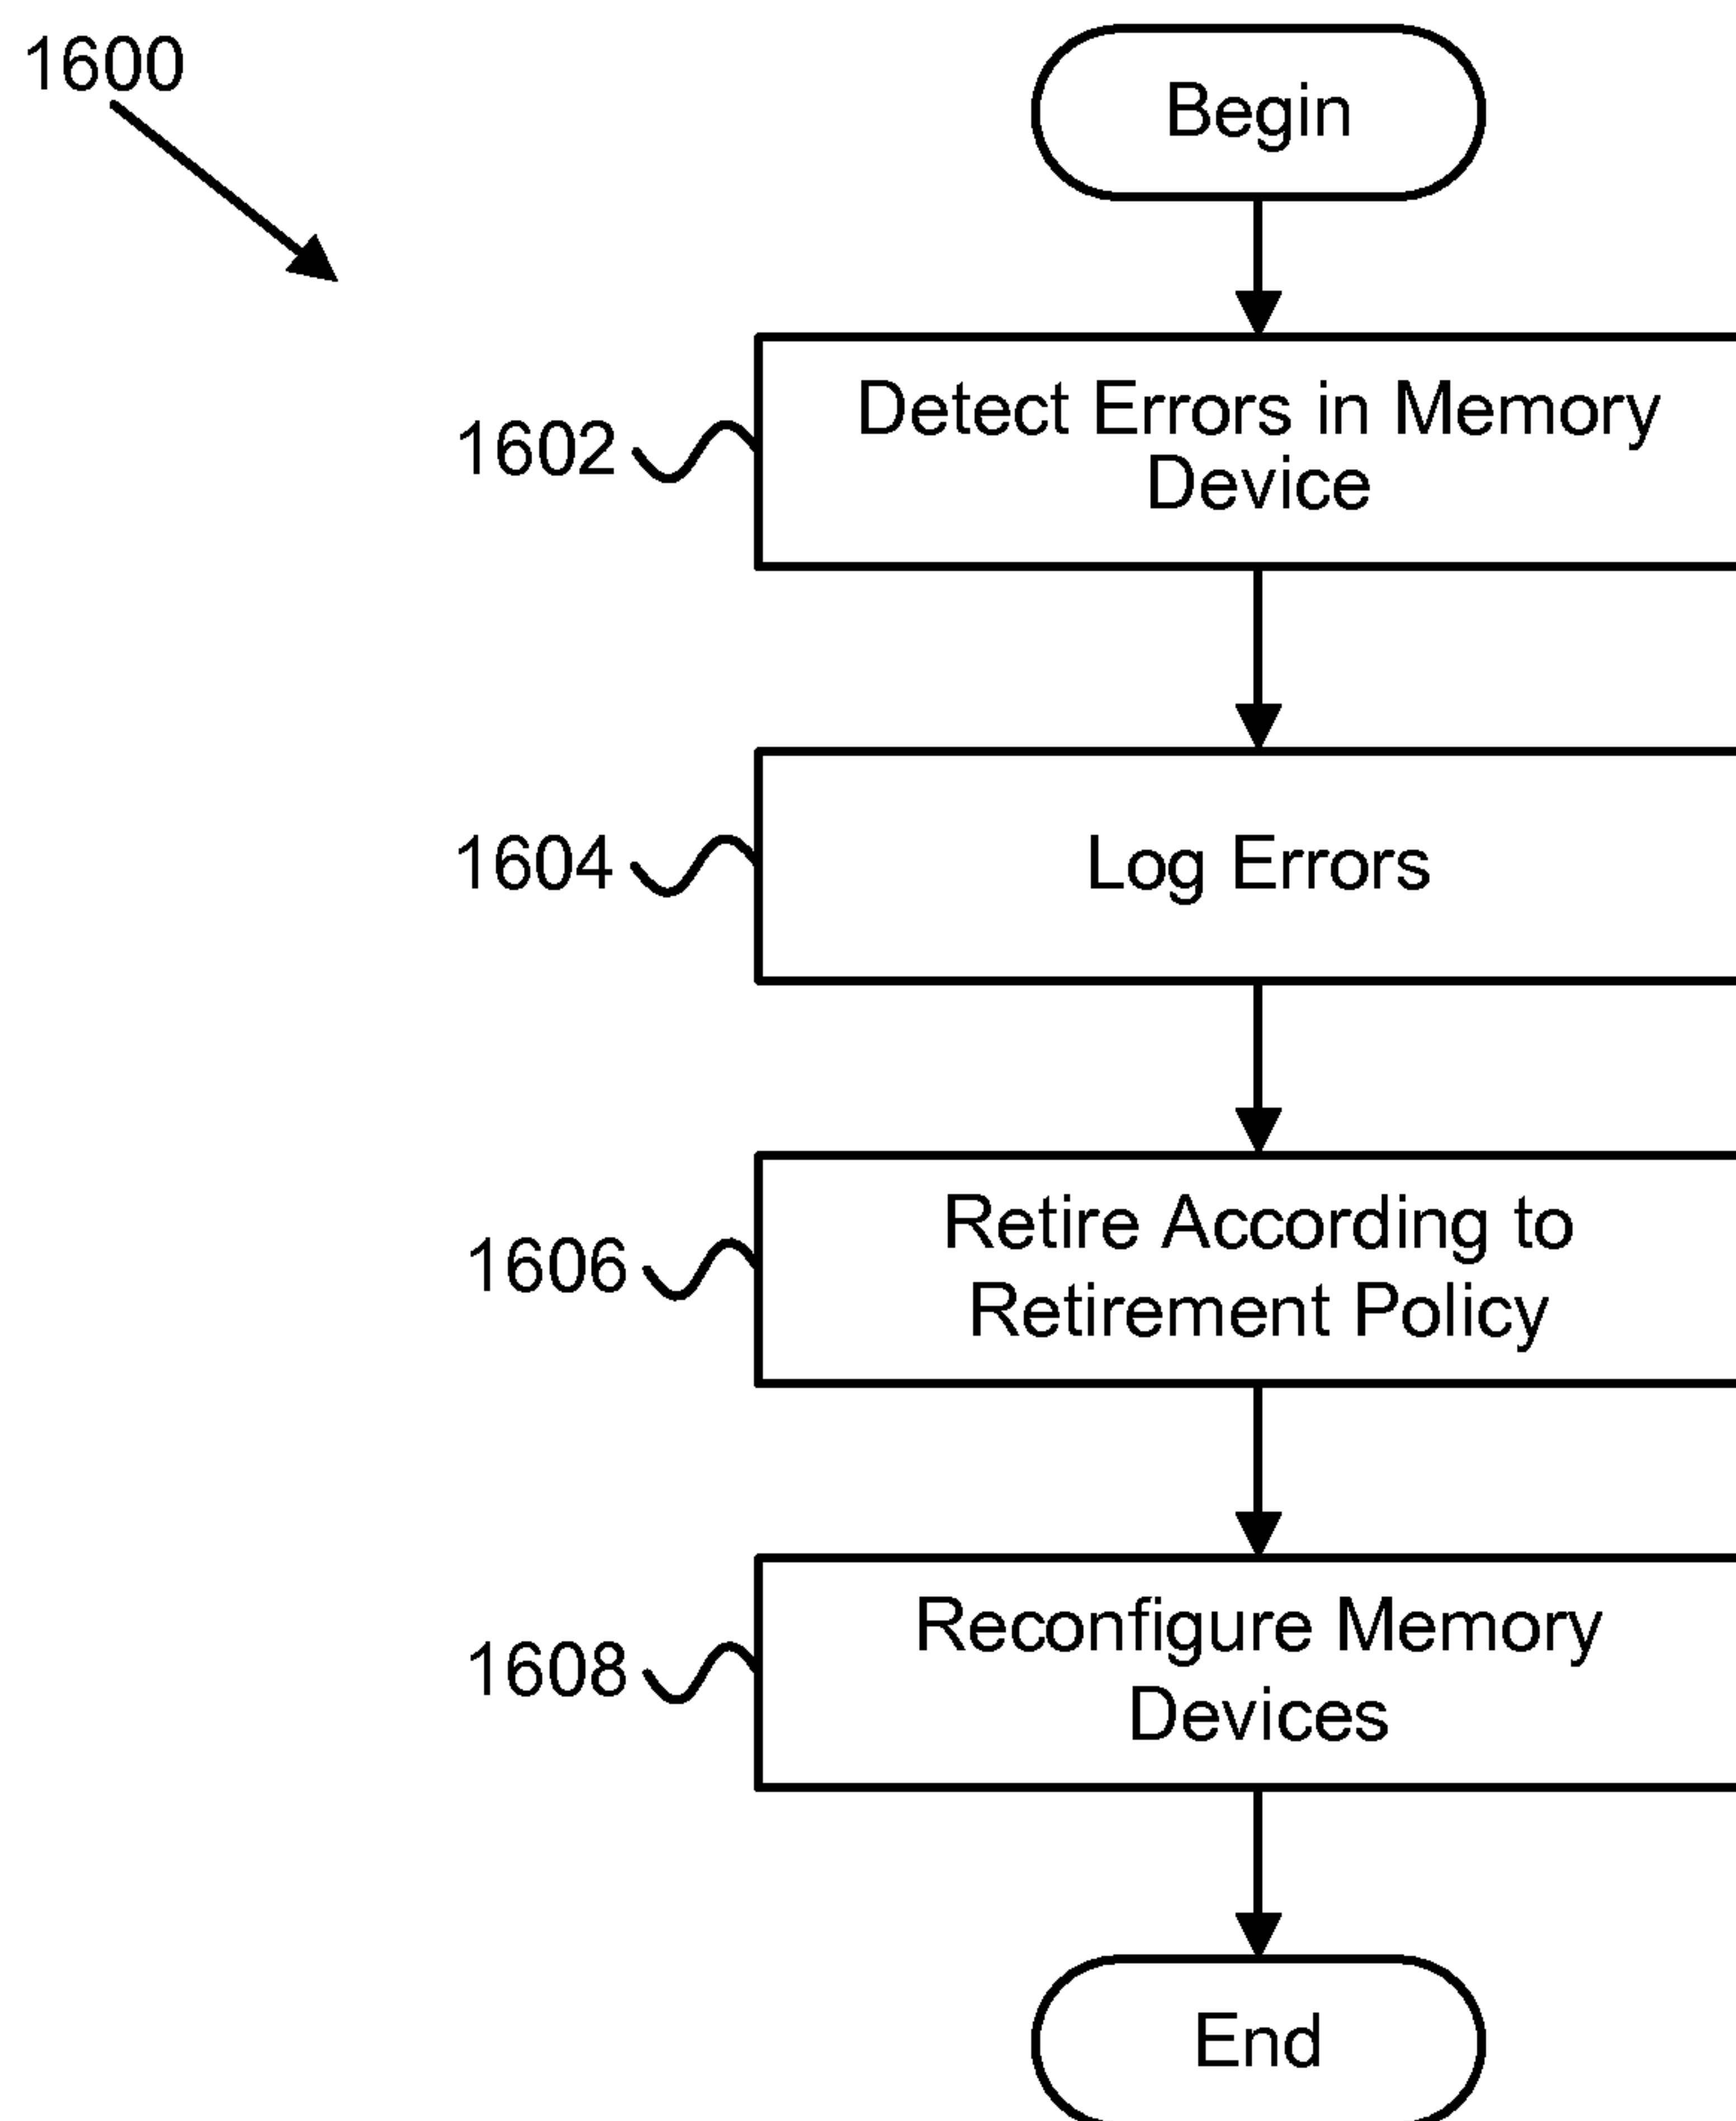 1600
Begin
1602
Detect Errors in Memory
Device
1604
Log Errors
1606
Retire According to
Retirement Policy
1608
Reconfigure Memory
Devices
End